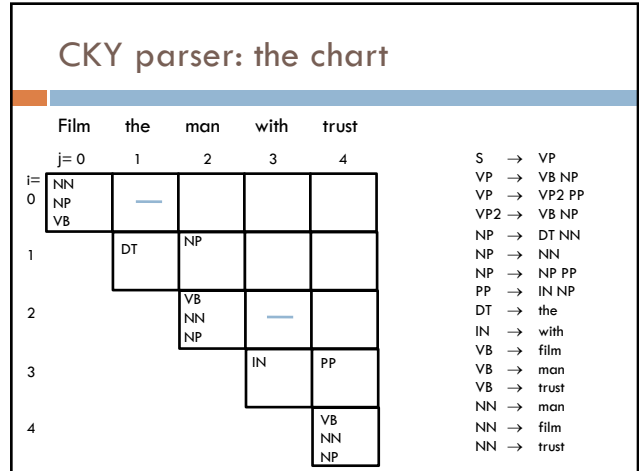 CKY parser: the chart
Film the man with trust
j= 0 1 2 3 4
i=
0
NN
NP
VB
—
1
DT
NP
2
VB
NN
NP
—
3
IN
PP
4
VB
NN
NP
S → VP
VP → VB NP
VP → VP2 PP
VP2 → VB NP
NP → DT NN
NP → NN
NP → NP PP
PP → IN NP
DT → the
IN → with
VB → film
VB → man
VB → trust
NN → man
NN → film
NN → trust